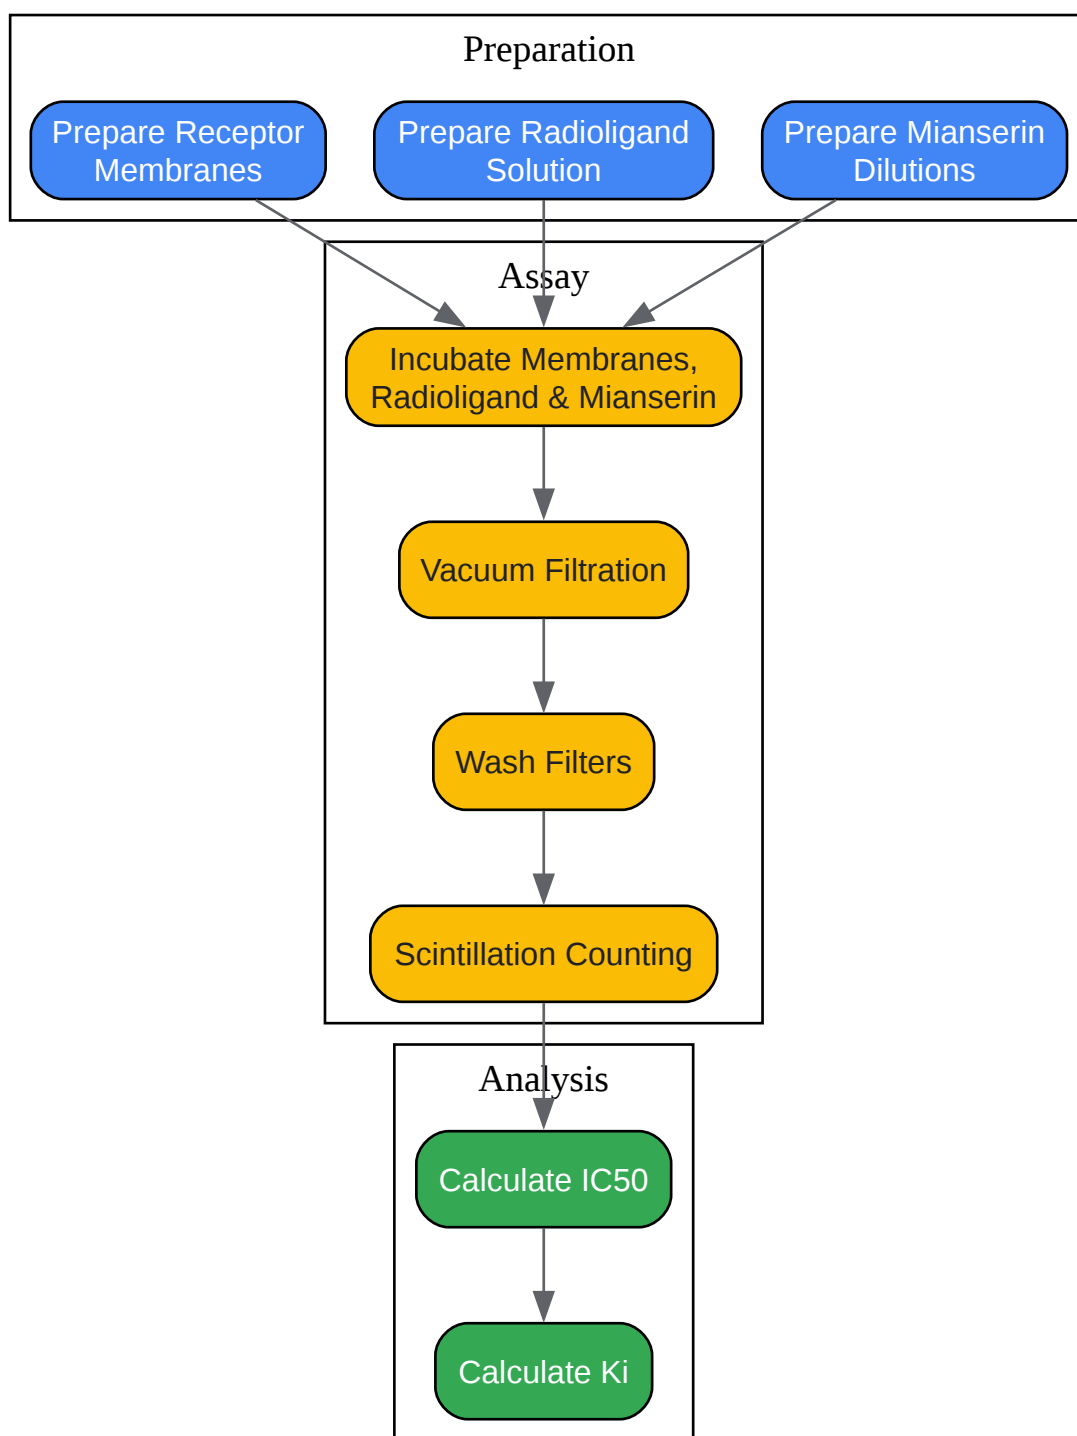 Preparation
Prepare Receptor
Membranes
Prepare Radioligand
Solution
Prepare Mianserin
Dilutions
Assay
Incubate Membranes,
Radioligand & Mianserin
Vacuum Filtration
Wash Filters
Scintillation Counting
Analysis
Calculate IC50
Calculate Ki